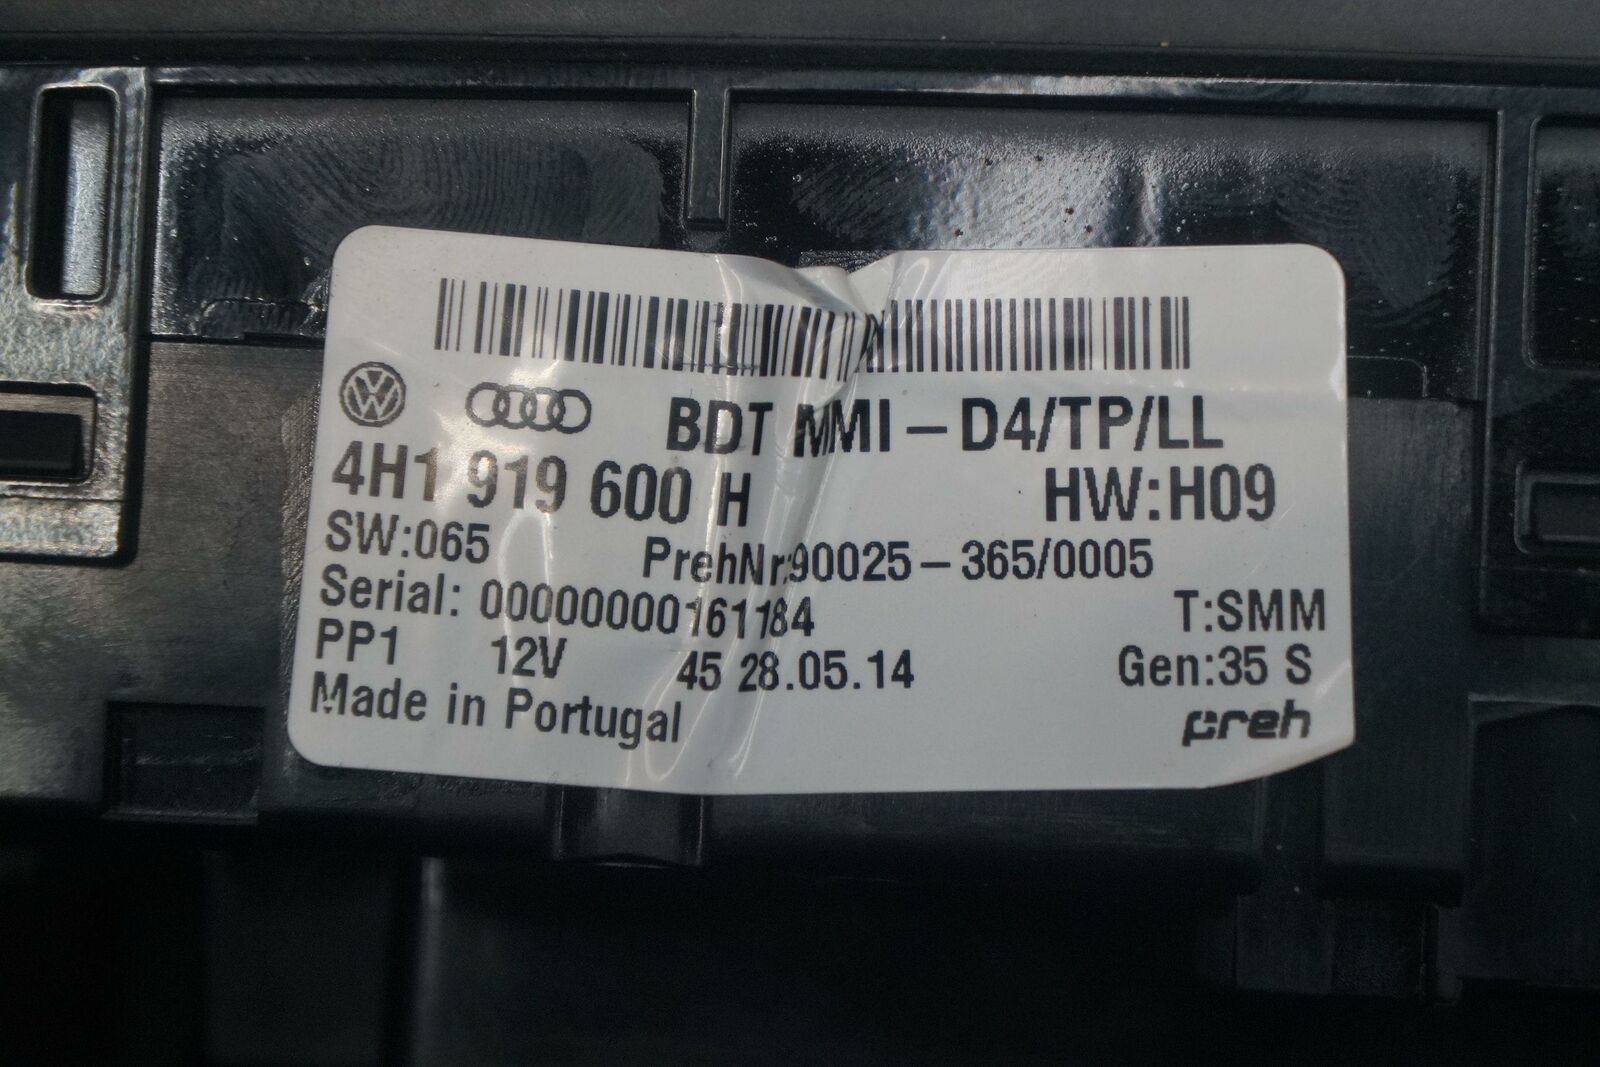 BDT MMI – D4/TP/LL
4H1 919 600 H HW:H09
SW:065 PrehNr:90025 – 365/0005
Serial: 00000000161184 T:SMM
PP1 12V 45 28.05.14 Gen:35 S
Made in Portugal preh